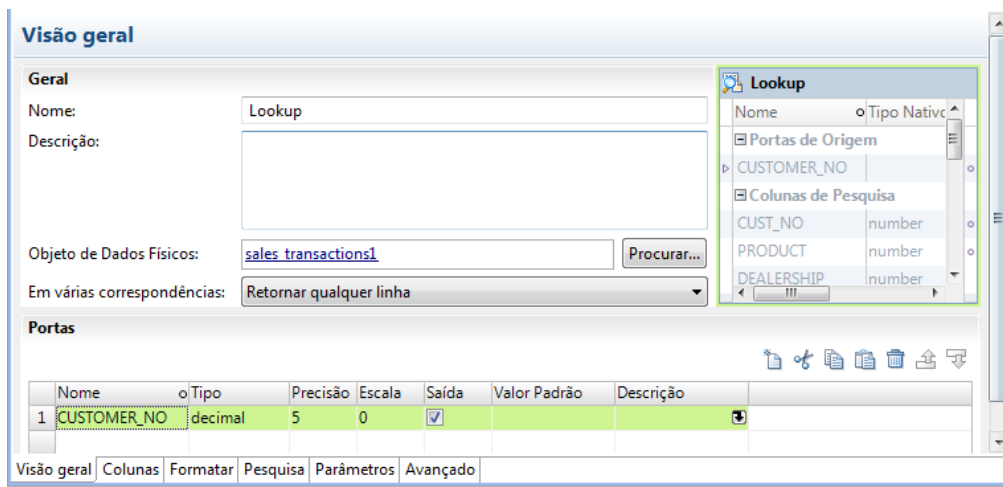 Visão geral
Geral
Nome: Lookup
Descrição:
Objeto de Dados Físicos: sales_transactions1 Procurar...
Em várias correspondências: Retornar qualquer linha
Lookup
Nome Tipo Nativo
Portas de Origem
CUSTOMER_NO
Colunas de Pesquisa
CUST_NO number
PRODUCT number
DEALERSHIP number
Portas
Nome Tipo Precisão Escala Saída Valor Padrão Descrição
1 CUSTOMER_NO decimal 5 0
Visão geral Colunas Formatar Pesquisa Parâmetros Avançado